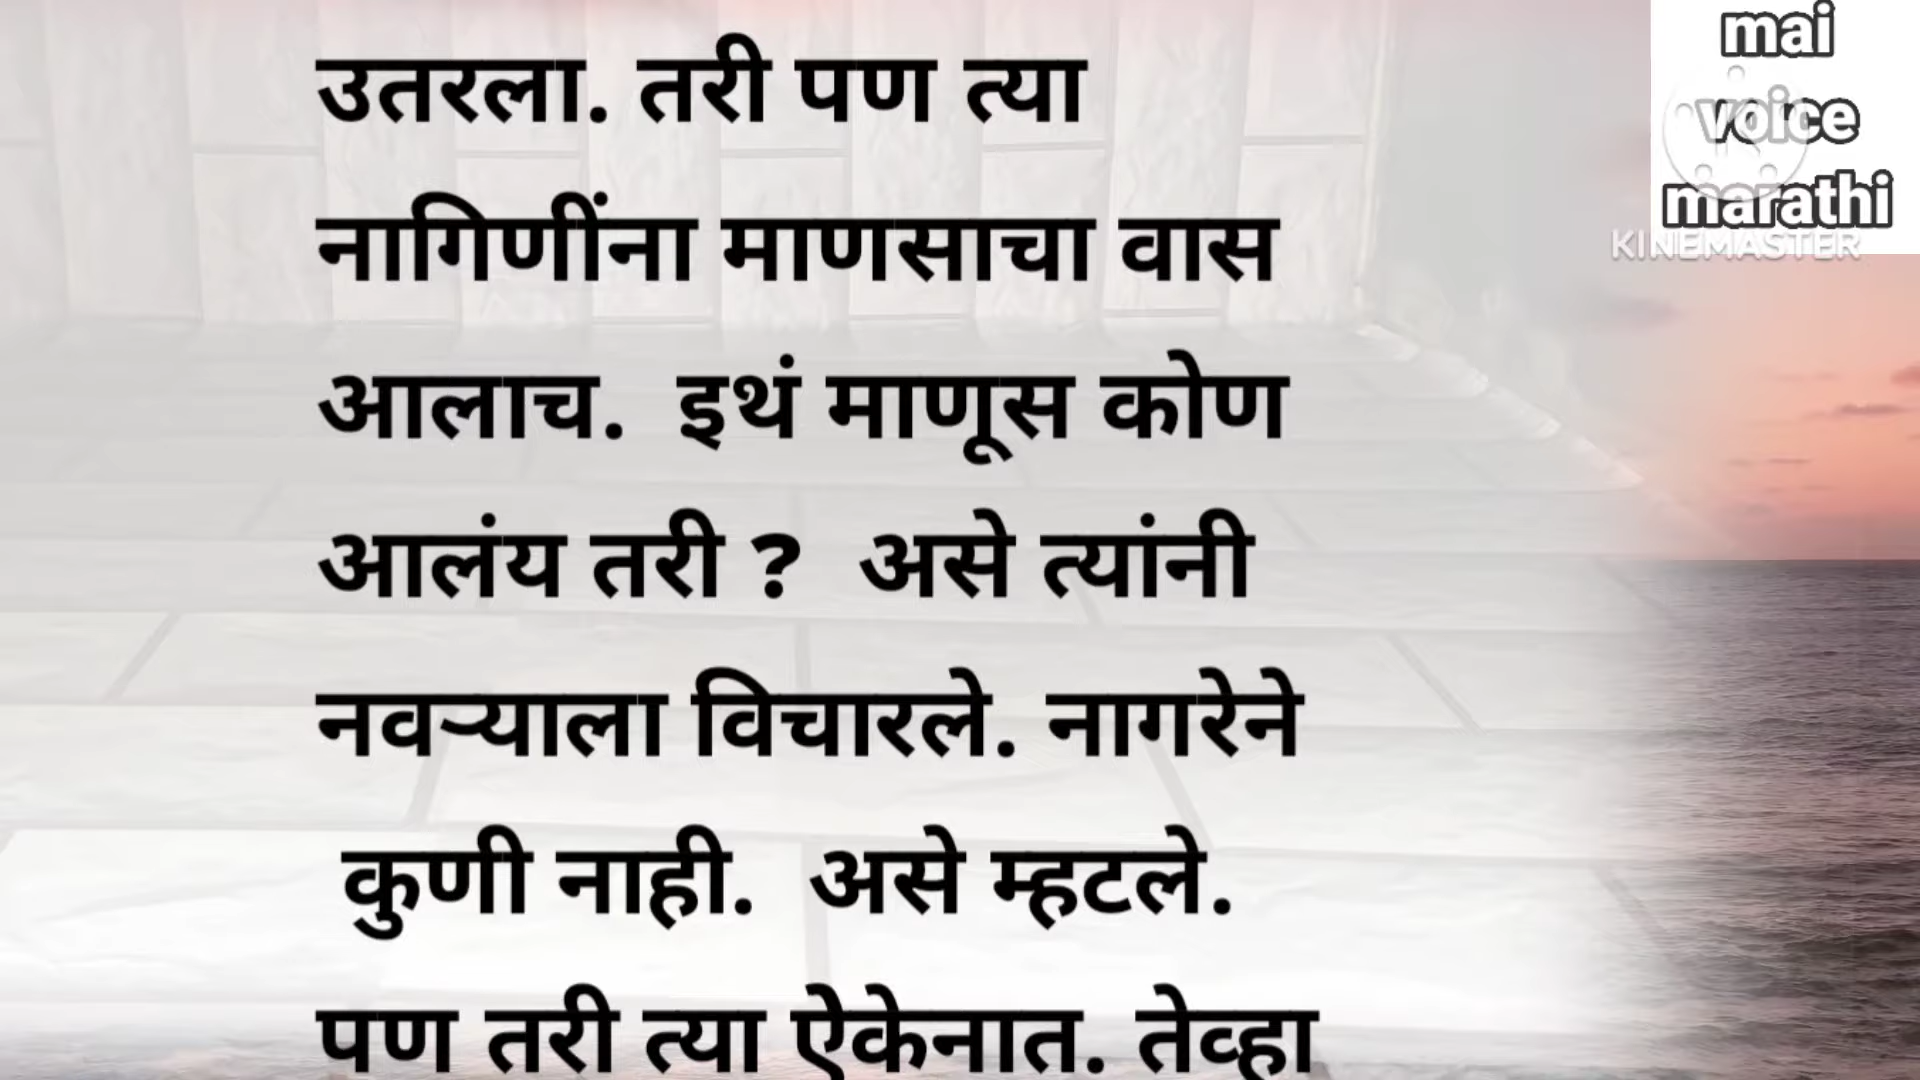 उतरला. तरी पण त्या
नागिणींना माणसाचा वास
आलाच. इथं माणूस कोण
आलंय तरी ? असे त्यांनी
नवऱ्याला विचारले. नागरेने
कुणी नाही. असे म्हटले.
पण तरी त्या ऐकेनात. तेव्हा
mai
voice
marathi
KINEMASTER